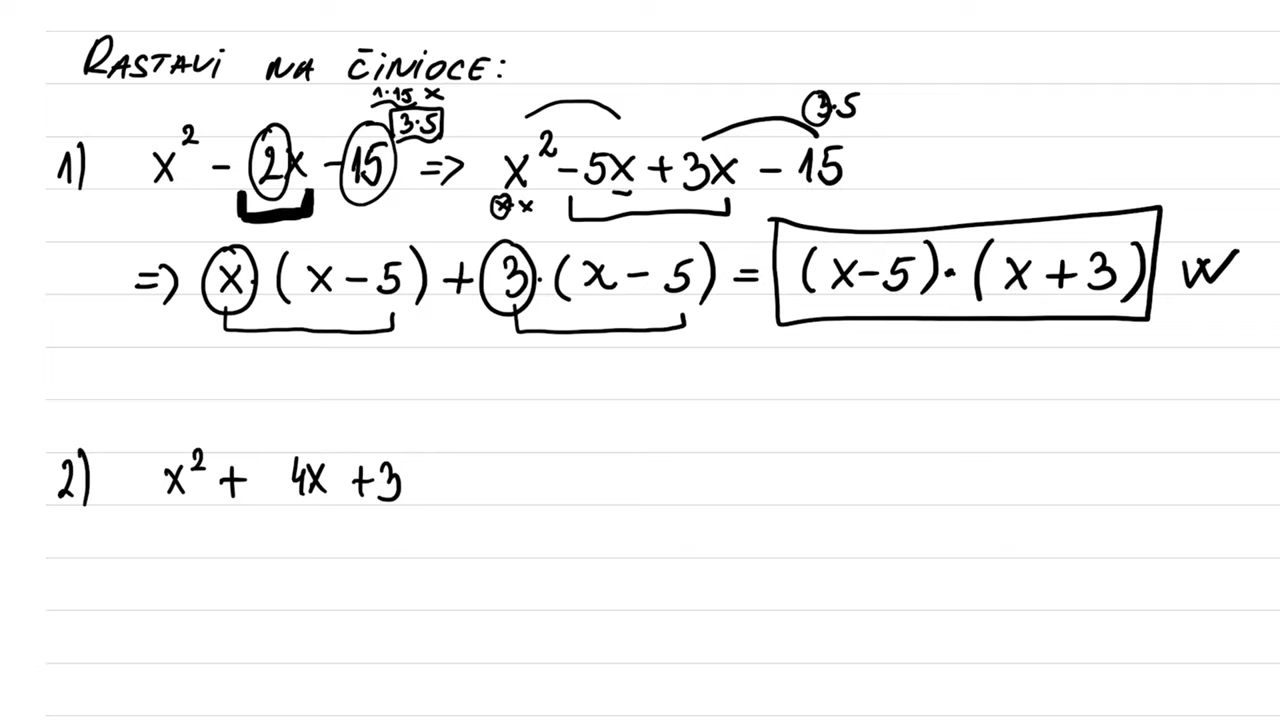 RASTAVI NA ČINIOCE:
1·15 x
3·5
3·5
1) x² - 2x - 15 => x² - 5x + 3x - 15
x·x
=> x·(x-5) + 3·(x-5) = (x-5)·(x+3)
2) x² + 4x + 3